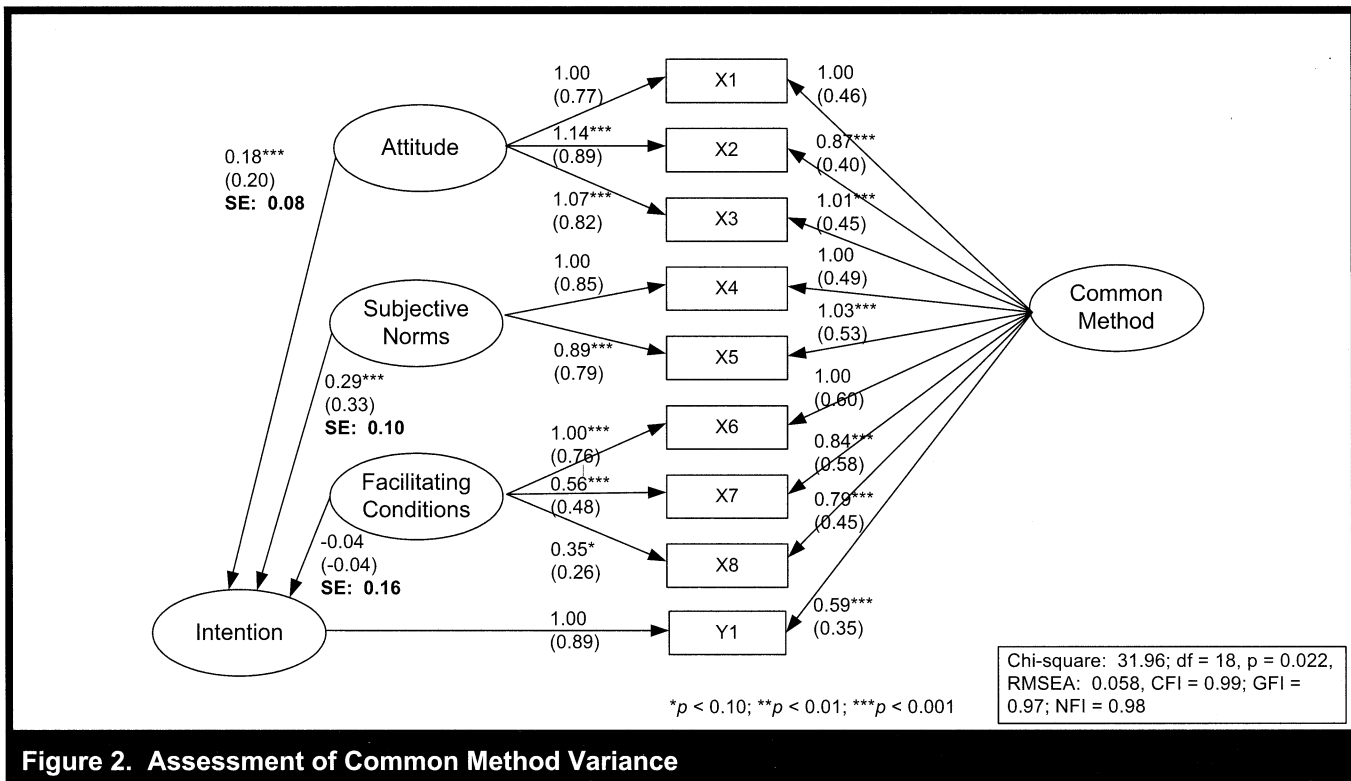 1.00
(0.77)
X1
1.00
(0.46)
Attitude
1.14***
(0.89)
X2
0.87***
(0.40)
0.18***
(0.20)
SE: 0.08
1.07***
(0.82)
X3
1.01***
(0.45)
1.00
(0.85)
X4
1.00
(0.49)
Subjective
Norms
Common
Method
0.89***
(0.79)
X5
1.03***
(0.53)
0.29***
(0.33)
SE: 0.10
1.00***
(0.76)
X6
1.00
(0.60)
Facilitating
Conditions
0.56***
(0.48)
X7
0.84***
(0.58)
-0.04
(-0.04)
SE: 0.16
0.35*
(0.26)
X8
0.79***
(0.45)
Intention
1.00
(0.89)
Y1
0.59***
(0.35)
*p < 0.10; **p < 0.01; ***p < 0.001
Chi-square: 31.96; df = 18, p = 0.022,
RMSEA: 0.058, CFI = 0.99; GFI =
0.97; NFI = 0.98
Figure 2. Assessment of Common Method Variance